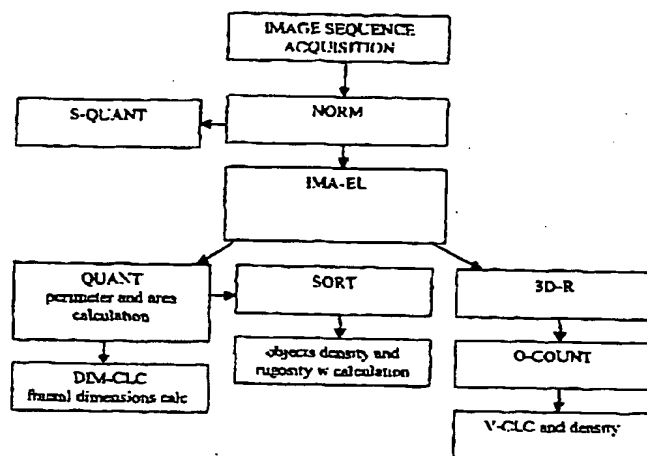 IMAGE SEQUENCE
ACQUISITION
S-QUANT
NORM
IMA-EL
QUANT
perimeter and area
calculation
SORT
3D-R
DIM-CLC
fractal dimensions calc
objects density and
rugosity w calculation
O-COUNT
V-CLC and density